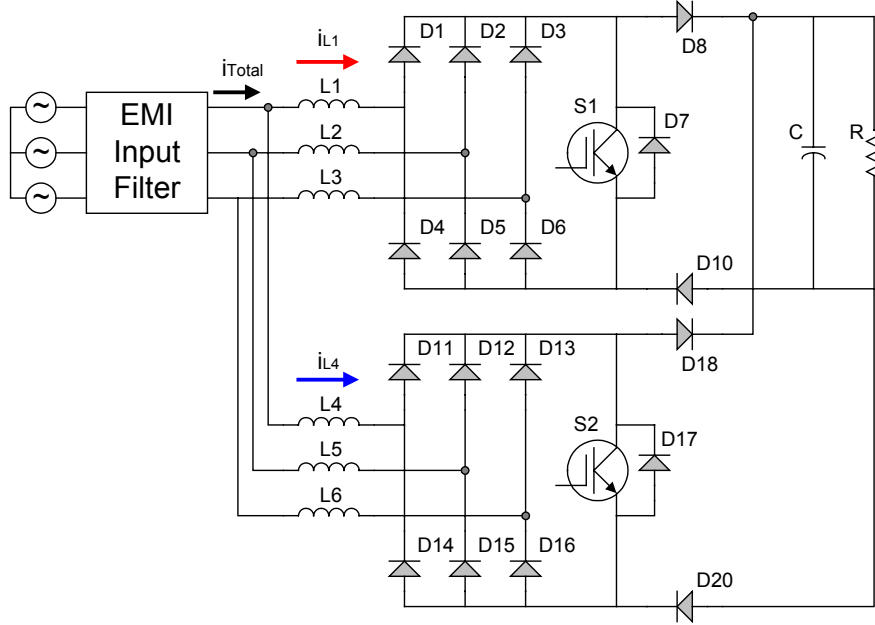 D1 D2 D3
D8
iL1
iTotal
L1
EMI
Input
Filter
S1
D7
C
R
L2
L3
D4 D5 D6
D10
D18
iL4
D11 D12 D13
L4
S2
D17
L5
L6
D14 D15 D16
D20